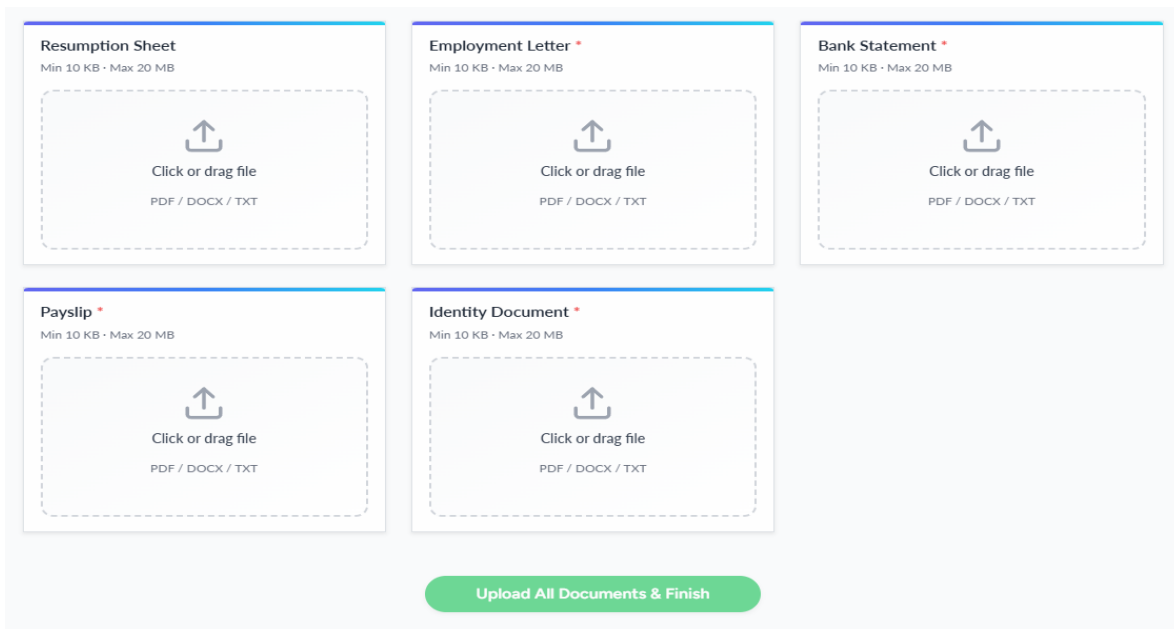 Resumption Sheet
Min 10 KB · Max 20 MB
Click or drag file
PDF / DOCX / TXT
Employment Letter *
Min 10 KB · Max 20 MB
Click or drag file
PDF / DOCX / TXT
Bank Statement *
Min 10 KB · Max 20 MB
Click or drag file
PDF / DOCX / TXT
Payslip *
Min 10 KB · Max 20 MB
Click or drag file
PDF / DOCX / TXT
Identity Document *
Min 10 KB · Max 20 MB
Click or drag file
PDF / DOCX / TXT
Upload All Documents & Finish